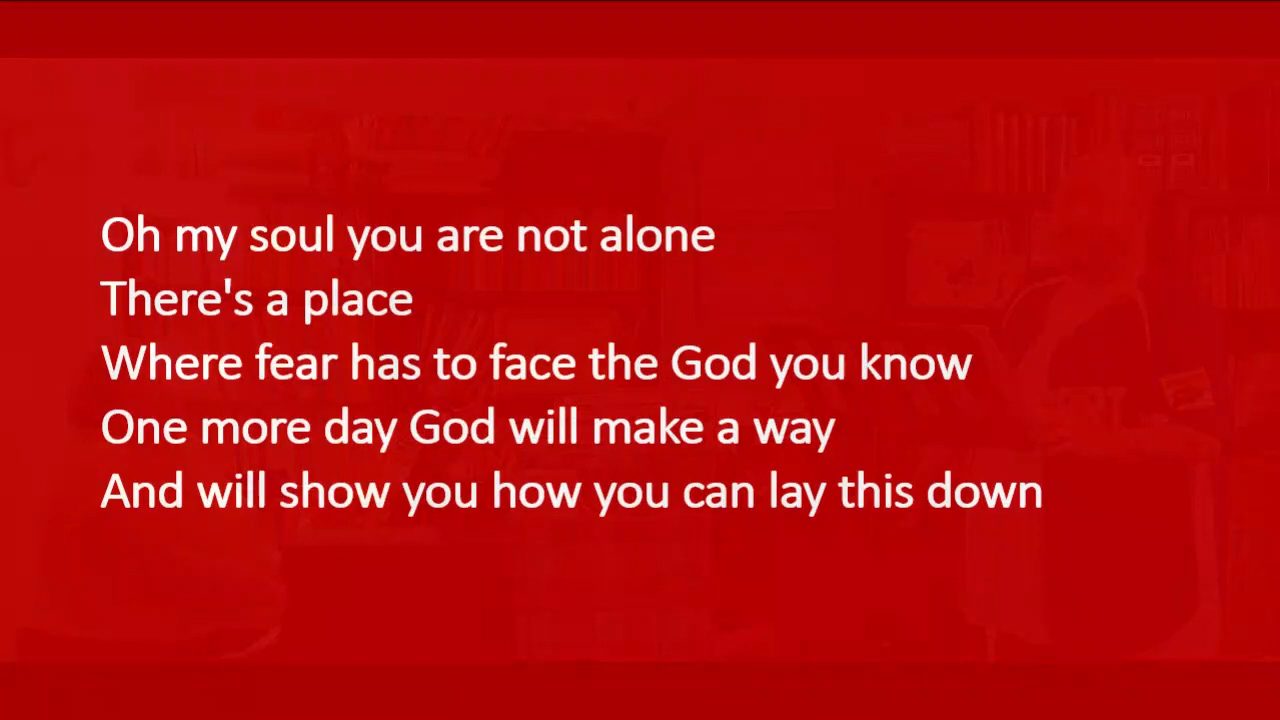 Oh my soul you are not alone
There's a place
Where fear has to face the God you know
One more day God will make a way
And will show you how you can lay this down